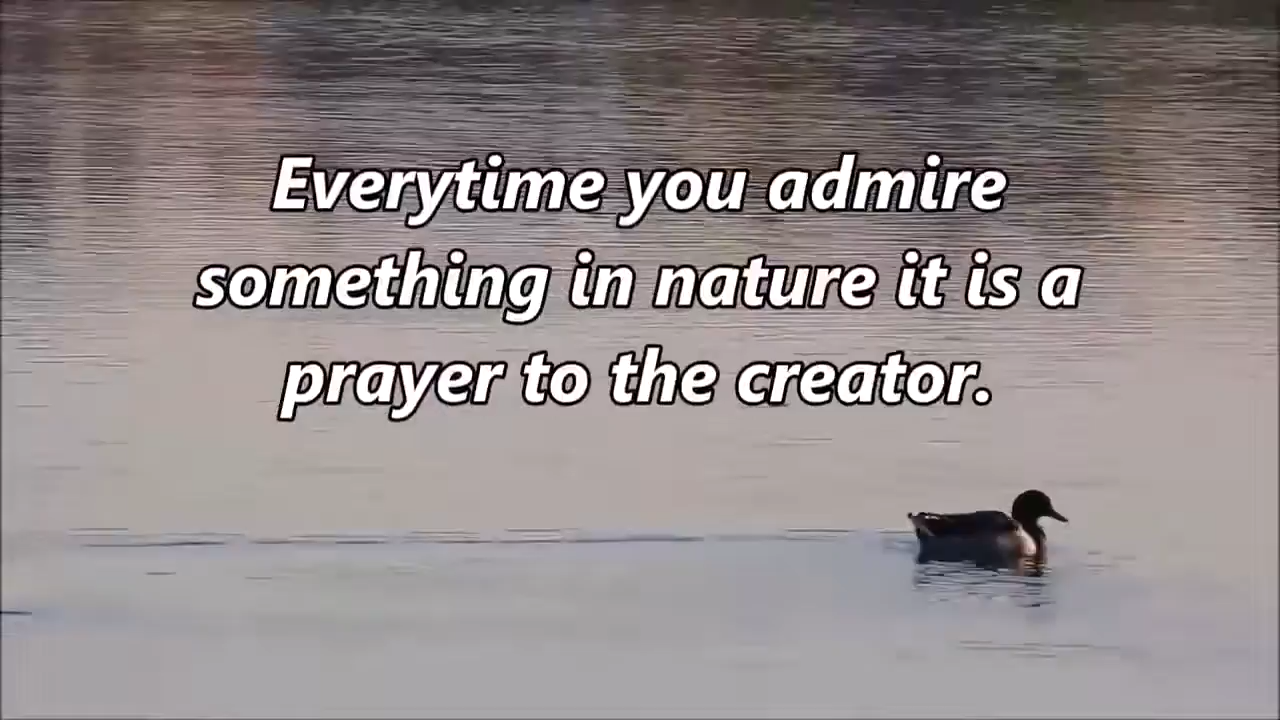 Everytime you admire
something in nature it is a
prayer to the creator.